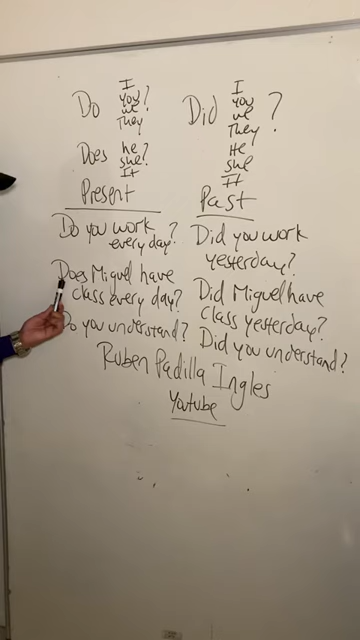 Do I you we They ?
Does he she It ?
Present
Do you work
every day?
Does Miguel have
class every day?
Do you understand?
Did I you we They He she It ?
Past
Did you work
yesterday?
Did Miguel have
class yesterday?
Did you understand?
Ruben Padilla Ingles
Youtube